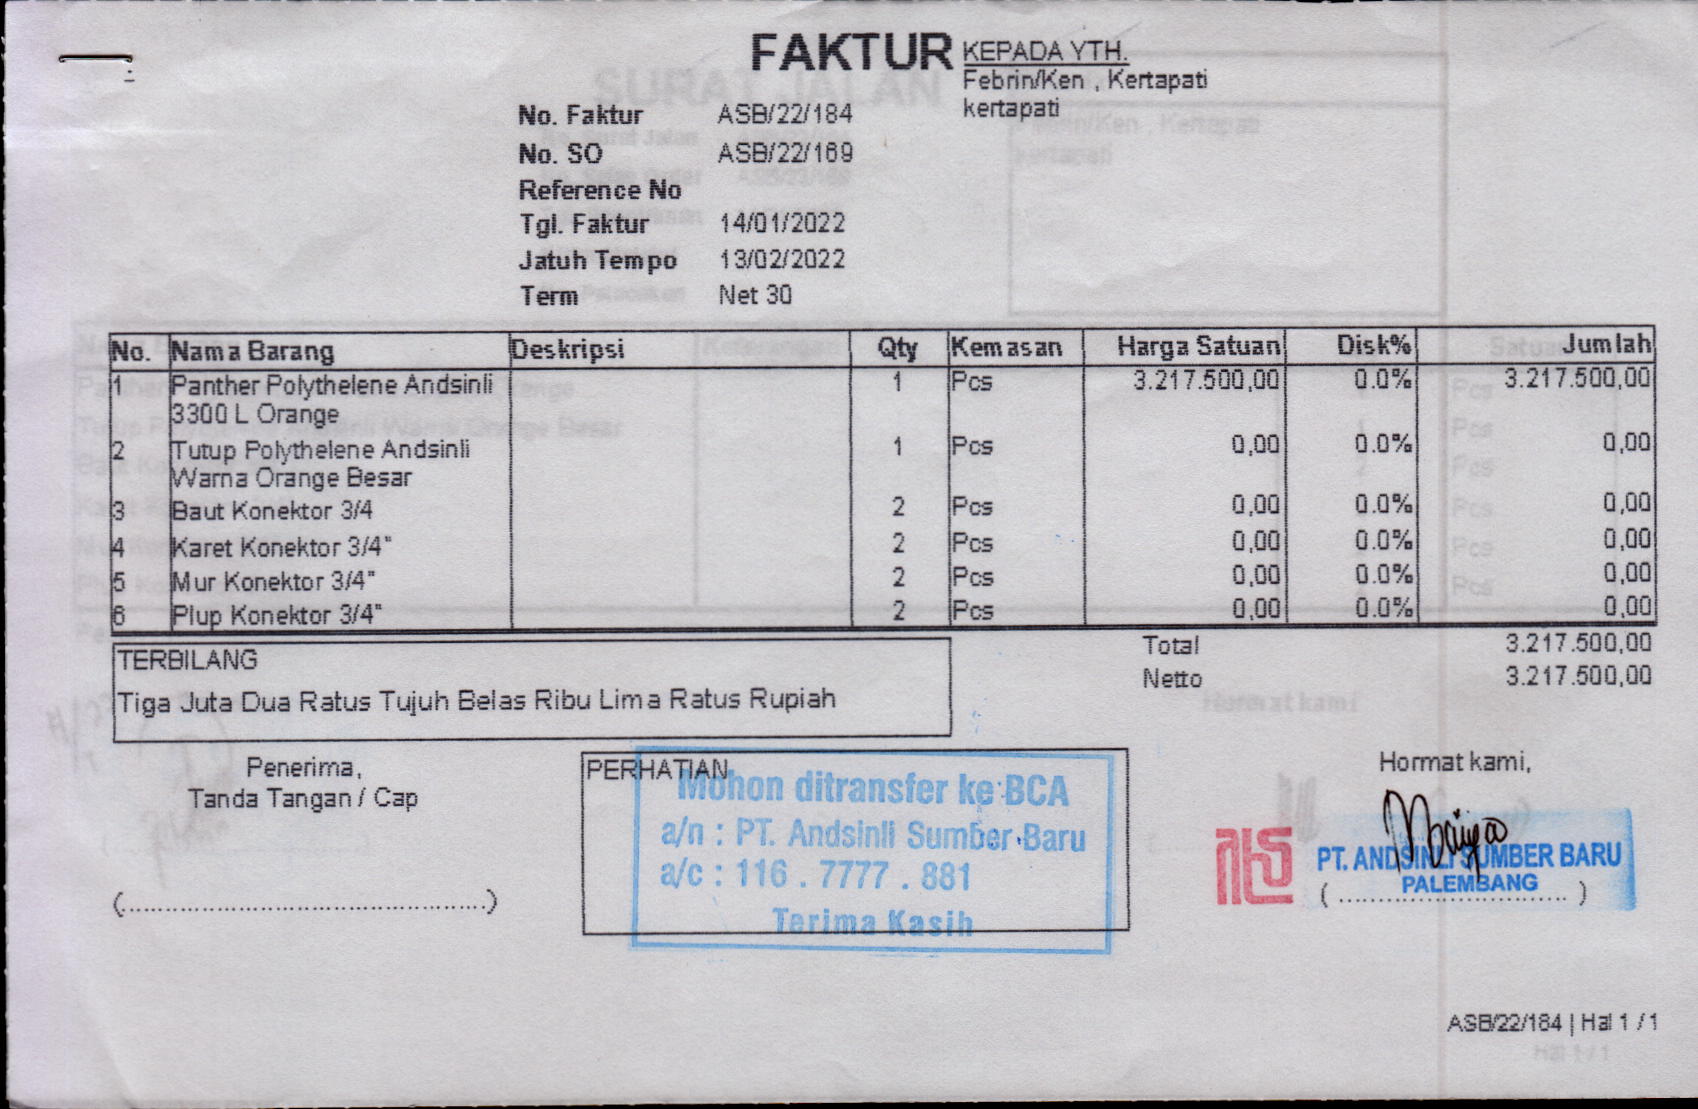 FAKTUR
KEPADA YTH.
Febrin/Ken , Kertapati
kertapati
No. Faktur ASB/22/184
No. SO ASB/22/169
Reference No
Tgl. Faktur 14/01/2022
Jatuh Tempo 13/02/2022
Term Net 30
No. Nama Barang Deskripsi Qty Kemasan Harga Satuan Disk% Jumlah
1 Panther Polythelene Andsinli 1 Pcs 3.217.500,00 0.0% 3.217.500,00
3300 L Orange
2 Tutup Polythelene Andsinli 1 Pcs 0,00 0.0% 0,00
Warna Orange Besar
3 Baut Konektor 3/4 2 Pcs 0,00 0.0% 0,00
4 Karet Konektor 3/4" 2 Pcs 0,00 0.0% 0,00
5 Mur Konektor 3/4" 2 Pcs 0,00 0.0% 0,00
6 Plup Konektor 3/4" 2 Pcs 0,00 0.0% 0,00
Total 3.217.500,00
Netto 3.217.500,00
TERBILANG
Tiga Juta Dua Ratus Tujuh Belas Ribu Lima Ratus Rupiah
Penerima,
Tanda Tangan / Cap
(..............................................)
PERHATIAN
Mohon ditransfer ke BCA
a/n : PT. Andsinli Sumber Baru
a/c : 116 . 7777 . 881
Terima Kasih
Hormat kami,
PT. ANDSINLI SUMBER BARU
PALEMBANG
(.............................)
ASB/22/184 | Hal 1 / 1
Hal 1 / 1
SURAT JALAN
Hormat kami